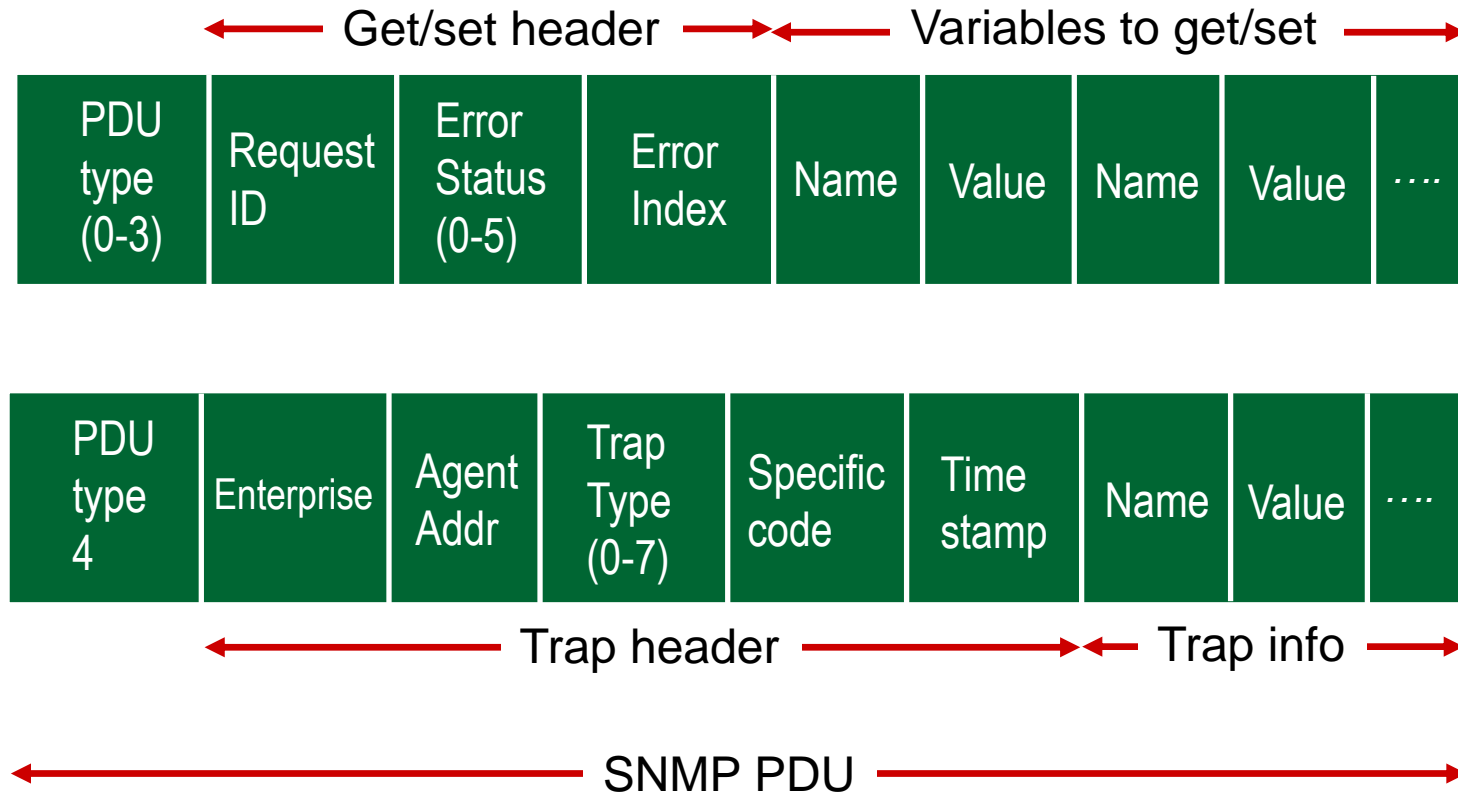 Get/set header
Variables to get/set
PDU
type
(0-3)
Request
ID
Error
Status
(0-5)
Error
Index
Name
Value
Name
Value
....
PDU
type
4
Enterprise
Agent
Addr
Trap
Type
(0-7)
Specific
code
Time
stamp
Name
Value
....
Trap header
Trap info
SNMP PDU